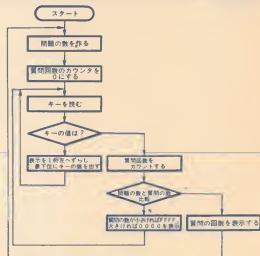 スタート
問題の数を作る
質問回数のカウンタを
0にする
キーを読む
キーの値は?
表示を1桁左へずらし
最下位にキーの値を出す
質問回数を
カウントする
問題の数と質問の数
比較
質問の数が小さければFFFF,
大きければ0000を表示
質問の回数を表示する